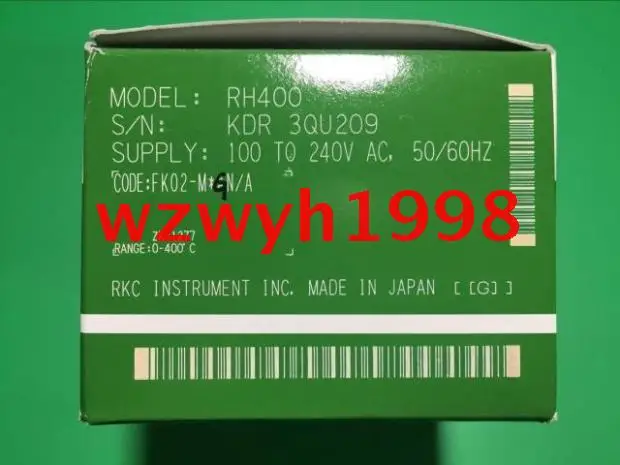 MODEL: RH400
S/N: KDR 3QU209
SUPPLY: 100 TO 240V AC, 50/60HZ
CODE:FK02-M*GN/A
wzwyh1998
RANGE:0-400°C
RKC INSTRUMENT INC. MADE IN JAPAN [[G]]